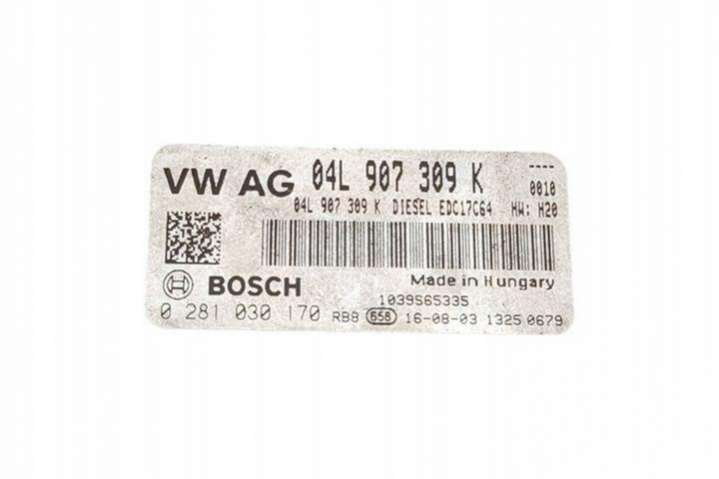 VW AG 04L 907 309 K ----
04L 907 309 K DIESEL EDC17C64 0010
HW: H20
BOSCH Made in Hungary
1039S65335
0 281 030 170 RB8 658 16-08-03 1325 0679